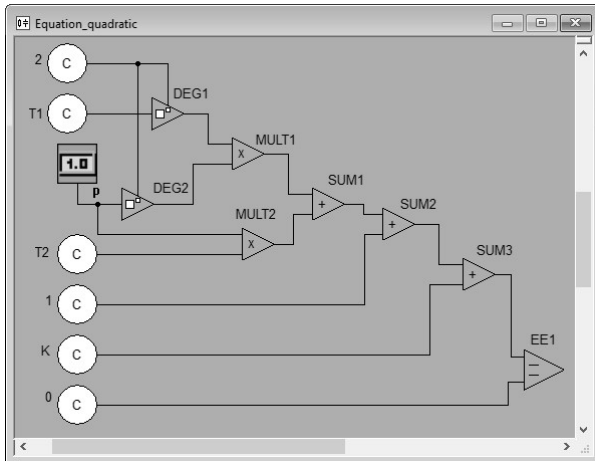 Equation_quadratic
2
C
DEG1
T1
C
MULT1
X
1.0
p
DEG2
SUM1
+
SUM2
+
MULT2
X
T2
C
SUM3
+
1
C
EE1
K
C
0
C